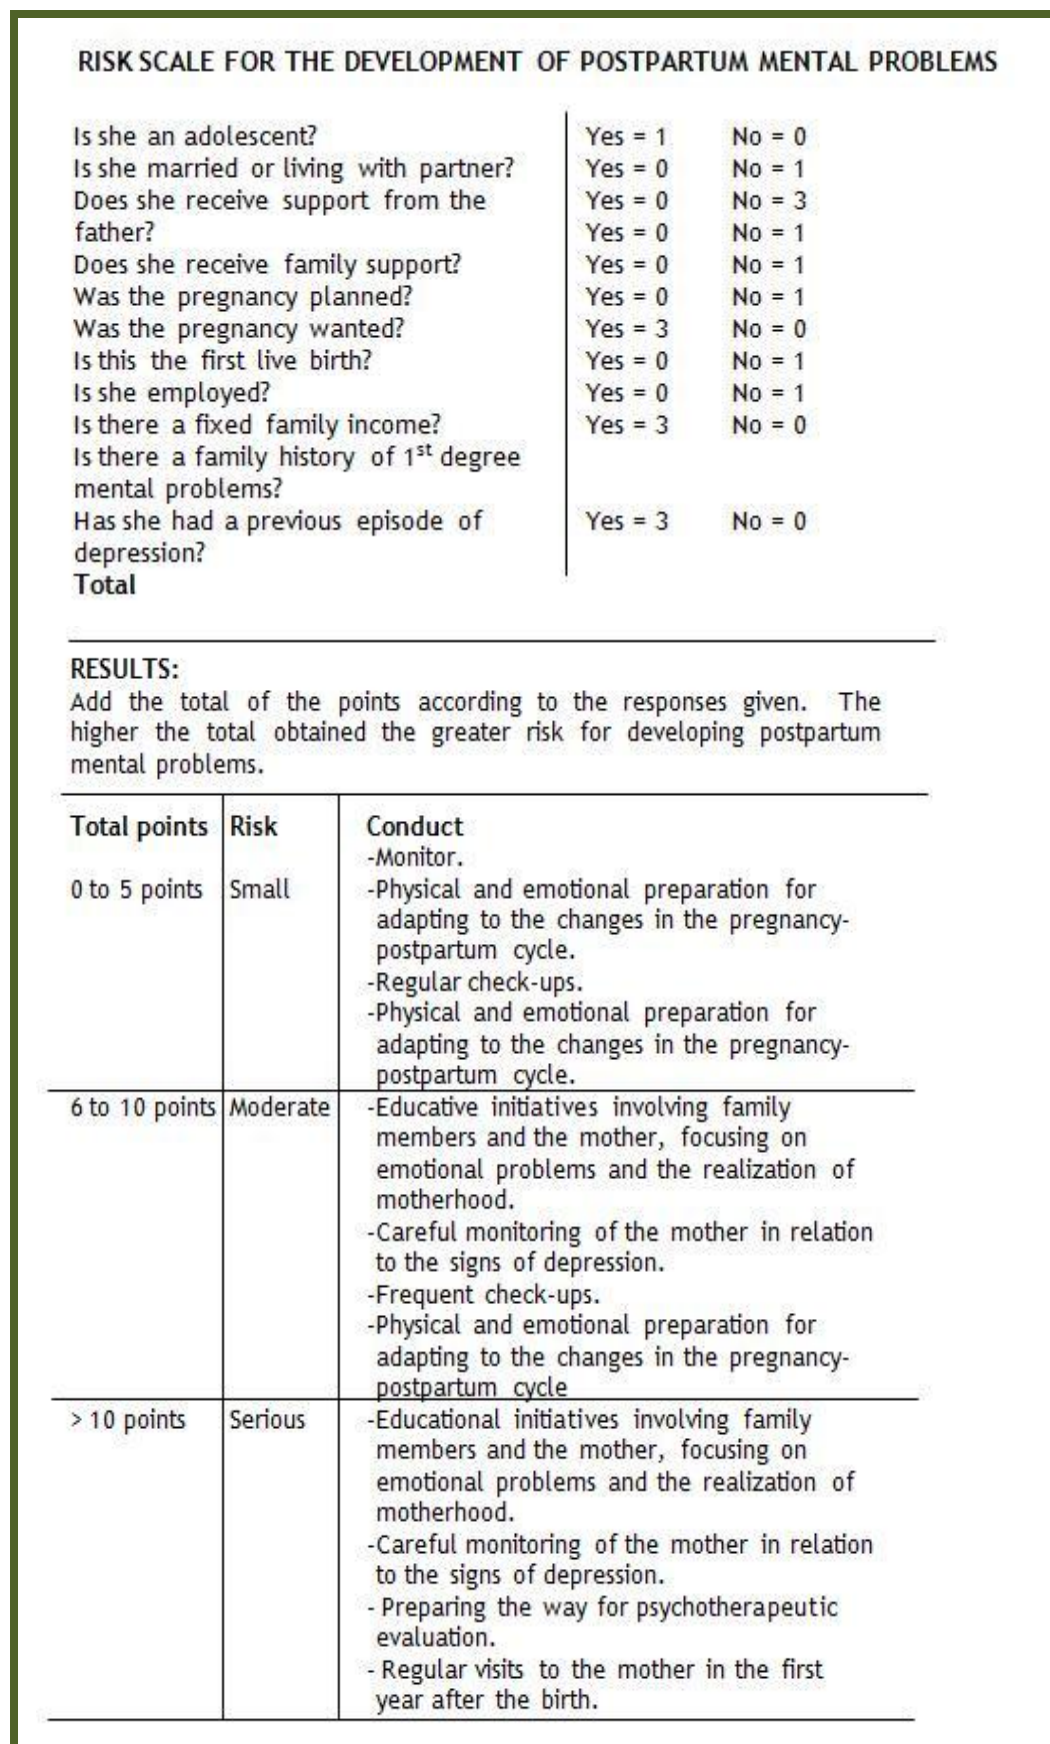 RISK SCALE FOR THE DEVELOPMENT OF POSTPARTUM MENTAL PROBLEMS
Is she an adolescent? Yes = 1 No = 0
Is she married or living with partner? Yes = 0 No = 1
Does she receive support from the Yes = 0 No = 3
father? Yes = 0 No = 1
Does she receive family support? Yes = 0 No = 1
Was the pregnancy planned? Yes = 0 No = 1
Was the pregnancy wanted? Yes = 3 No = 0
Is this the first live birth? Yes = 0 No = 1
Is she employed? Yes = 0 No = 1
Is there a fixed family income? Yes = 3 No = 0
Is there a family history of 1st degree
mental problems?
Has she had a previous episode of Yes = 3 No = 0
depression?
Total
RESULTS:
Add the total of the points according to the responses given. The
higher the total obtained the greater risk for developing postpartum
mental problems.
Total points Risk Conduct
-Monitor.
0 to 5 points Small -Physical and emotional preparation for
adapting to the changes in the pregnancy-
postpartum cycle.
-Regular check-ups.
-Physical and emotional preparation for
adapting to the changes in the pregnancy-
postpartum cycle.
6 to 10 points Moderate -Educative initiatives involving family
members and the mother, focusing on
emotional problems and the realization of
motherhood.
-Careful monitoring of the mother in relation
to the signs of depression.
-Frequent check-ups.
-Physical and emotional preparation for
adapting to the changes in the pregnancy-
postpartum cycle
> 10 points Serious -Educational initiatives involving family
members and the mother, focusing on
emotional problems and the realization of
motherhood.
-Careful monitoring of the mother in relation
to the signs of depression.
- Preparing the way for psychotherapeutic
evaluation.
- Regular visits to the mother in the first
year after the birth.